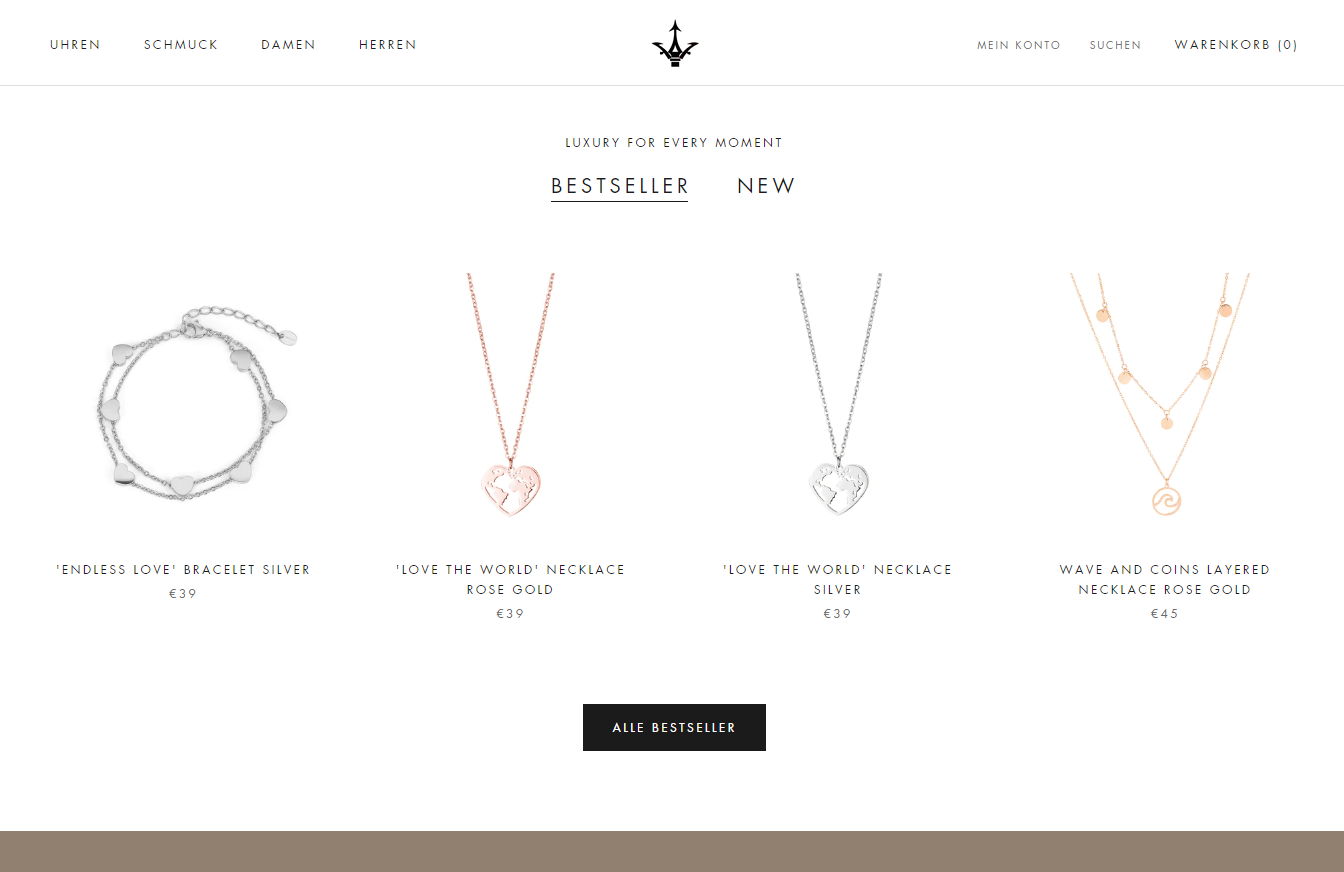 UHREN SCHMUCK DAMEN HERREN MEIN KONTO SUCHEN WARENKORB (0)
LUXURY FOR EVERY MOMENT
BESTSELLER NEW
'ENDLESS LOVE' BRACELET SILVER
€39
'LOVE THE WORLD' NECKLACE
ROSE GOLD
€39
'LOVE THE WORLD' NECKLACE
SILVER
€39
WAVE AND COINS LAYERED
NECKLACE ROSE GOLD
€45
ALLE BESTSELLER